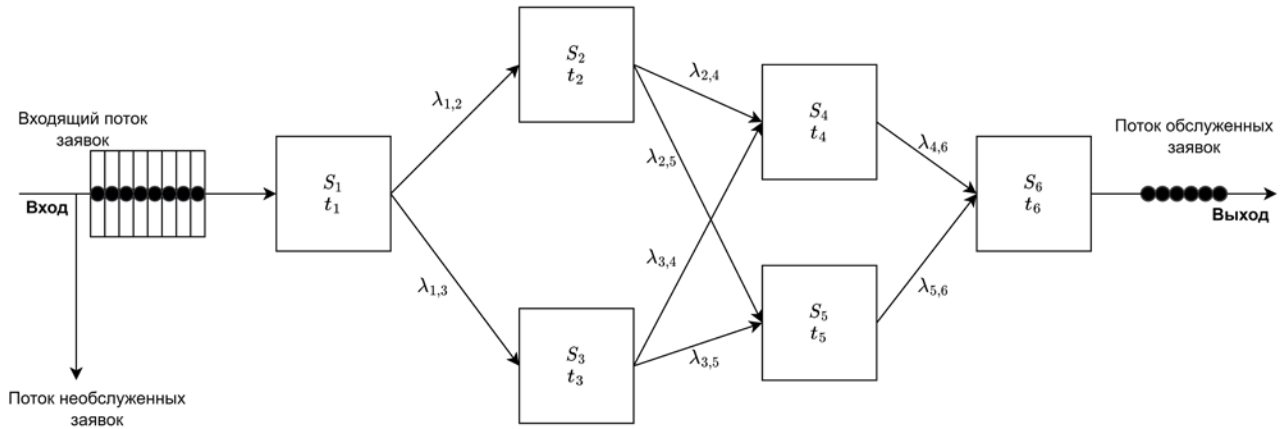 Входящий поток
заявок
Вход
Поток необслуженных
заявок
S₁
t₁
λ₁,₂
λ₁,₃
S₂
t₂
S₃
t₃
λ₂,₄
λ₂,₅
λ₃,₄
λ₃,₅
S₄
t₄
S₅
t₅
λ₄,₆
λ₅,₆
S₆
t₆
Поток обслуженных
заявок
Выход